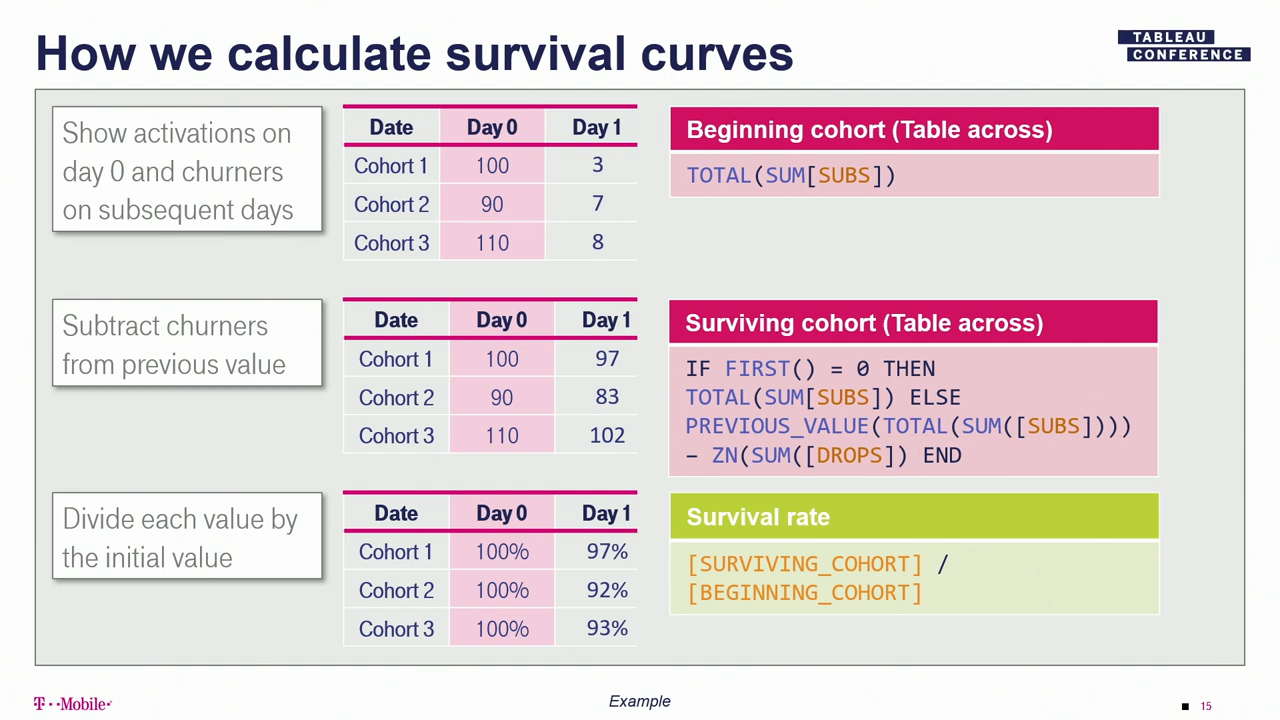 How we calculate survival curves
TABLEAU
CONFERENCE
Show activations on
day 0 and churners
on subsequent days
Date Day 0 Day 1
Cohort 1 100 3
Cohort 2 90 7
Cohort 3 110 8
Beginning cohort (Table across)
TOTAL(SUM[SUBS])
Subtract churners
from previous value
Date Day 0 Day 1
Cohort 1 100 97
Cohort 2 90 83
Cohort 3 110 102
Surviving cohort (Table across)
IF FIRST() = 0 THEN
TOTAL(SUM[SUBS]) ELSE
PREVIOUS_VALUE(TOTAL(SUM([SUBS])))
– ZN(SUM([DROPS]) END
Divide each value by
the initial value
Date Day 0 Day 1
Cohort 1 100% 97%
Cohort 2 100% 92%
Cohort 3 100% 93%
Survival rate
[SURVIVING_COHORT] /
[BEGINNING_COHORT]
T··Mobile·
Example
■ 15